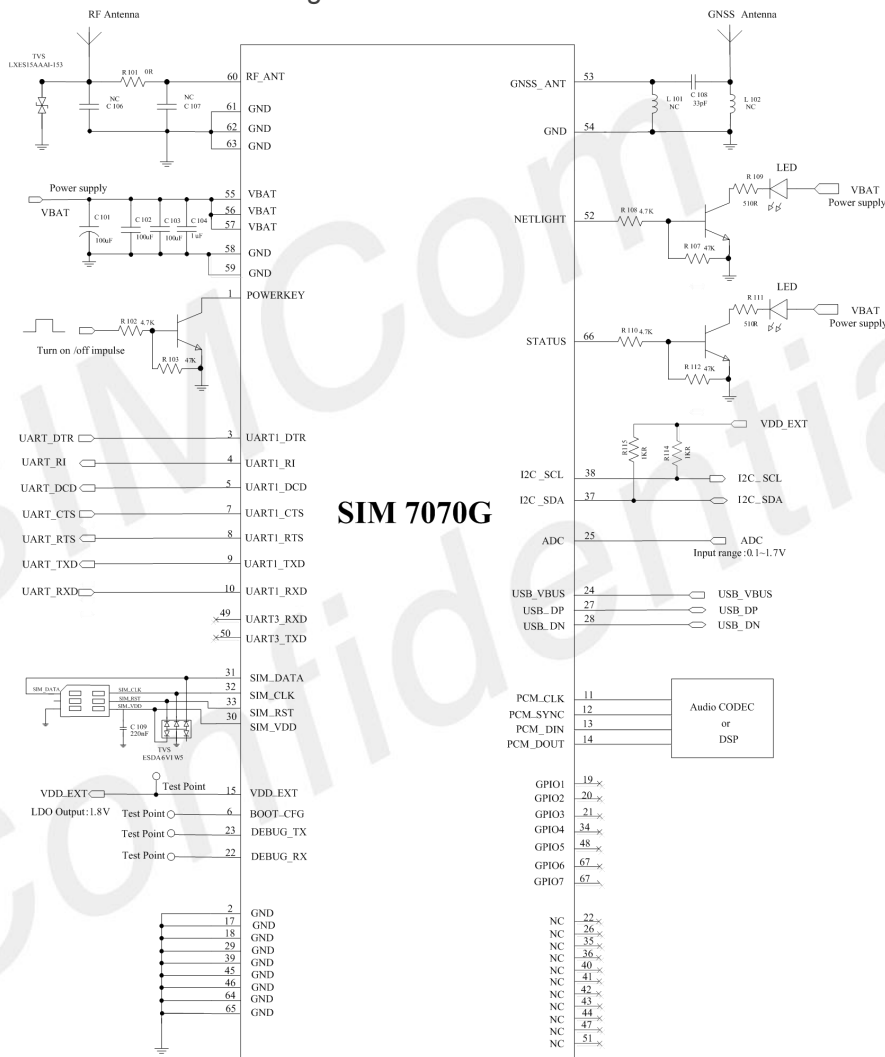 RF Antenna
GNSS Antenna
TVS
LXES15AAAI-153
R 101 0R
60 RF_ANT
NC
C 106
NC
C 107
61 GND
62 GND
63 GND
GNSS_ ANT 53
C 108
33pF
L 101
NC
L 102
NC
GND 54
Power supply
VBAT
55 VBAT
56 VBAT
57 VBAT
C 101
100uF
C 102
100uF
C 103
100uF
C 104
1uF
58 GND
59 GND
LED
R 109
510R
VBAT
Power supply
NETLIGHT 52
R 108 4.7K
R 107 47K
1 POWERKEY
R 102 4.7K
Turn on /off impulse
R 103 47K
LED
R 111
510R
VBAT
Power supply
STATUS 66
R 110 4.7K
R 112 47K
UART_DTR 3 UART1_DTR
UART_RI 4 UART1_RI
UART_DCD 5 UART1_DCD
UART_CTS 7 UART1_CTS
UART_RTS 8 UART1_RTS
UART_TXD 9 UART1_TXD
UART_RXD 10 UART1_RXD
49 UART3_RXD
50 UART3_TXD
SIM 7070G
VDD_EXT
R115
1KR
R114
1KR
I2C_SCL 38 I2C_SCL
I2C_SDA 37 I2C_SDA
ADC 25 ADC
Input range :0.1~1.7V
USB_VBUS 24 USB_VBUS
USB_DP 27 USB_DP
USB_DN 28 USB_DN
31 SIM_DATA
32 SIM_CLK
33 SIM_RST
30 SIM_VDD
SIM_DATA
SIM_CLK
SIM_RST
SIM_VDD
C 109
220nF
TVS
ESDA6V1W5
PCM_CLK 11
PCM_SYNC 12
PCM_DIN 13
PCM_DOUT 14
Audio CODEC
or
DSP
Test Point
VDD_EXT 15 VDD_EXT
LDO Output:1.8V
Test Point 6 BOOT_CFG
Test Point 23 DEBUG_TX
Test Point 22 DEBUG_RX
GPIO1 19
GPIO2 20
GPIO3 21
GPIO4 34
GPIO5 48
GPIO6 67
GPIO7 67
2 GND
17 GND
18 GND
29 GND
39 GND
45 GND
46 GND
64 GND
65 GND
NC 22
NC 26
NC 35
NC 36
NC 40
NC 41
NC 42
NC 43
NC 44
NC 47
NC 51
SIMCom
Confidential